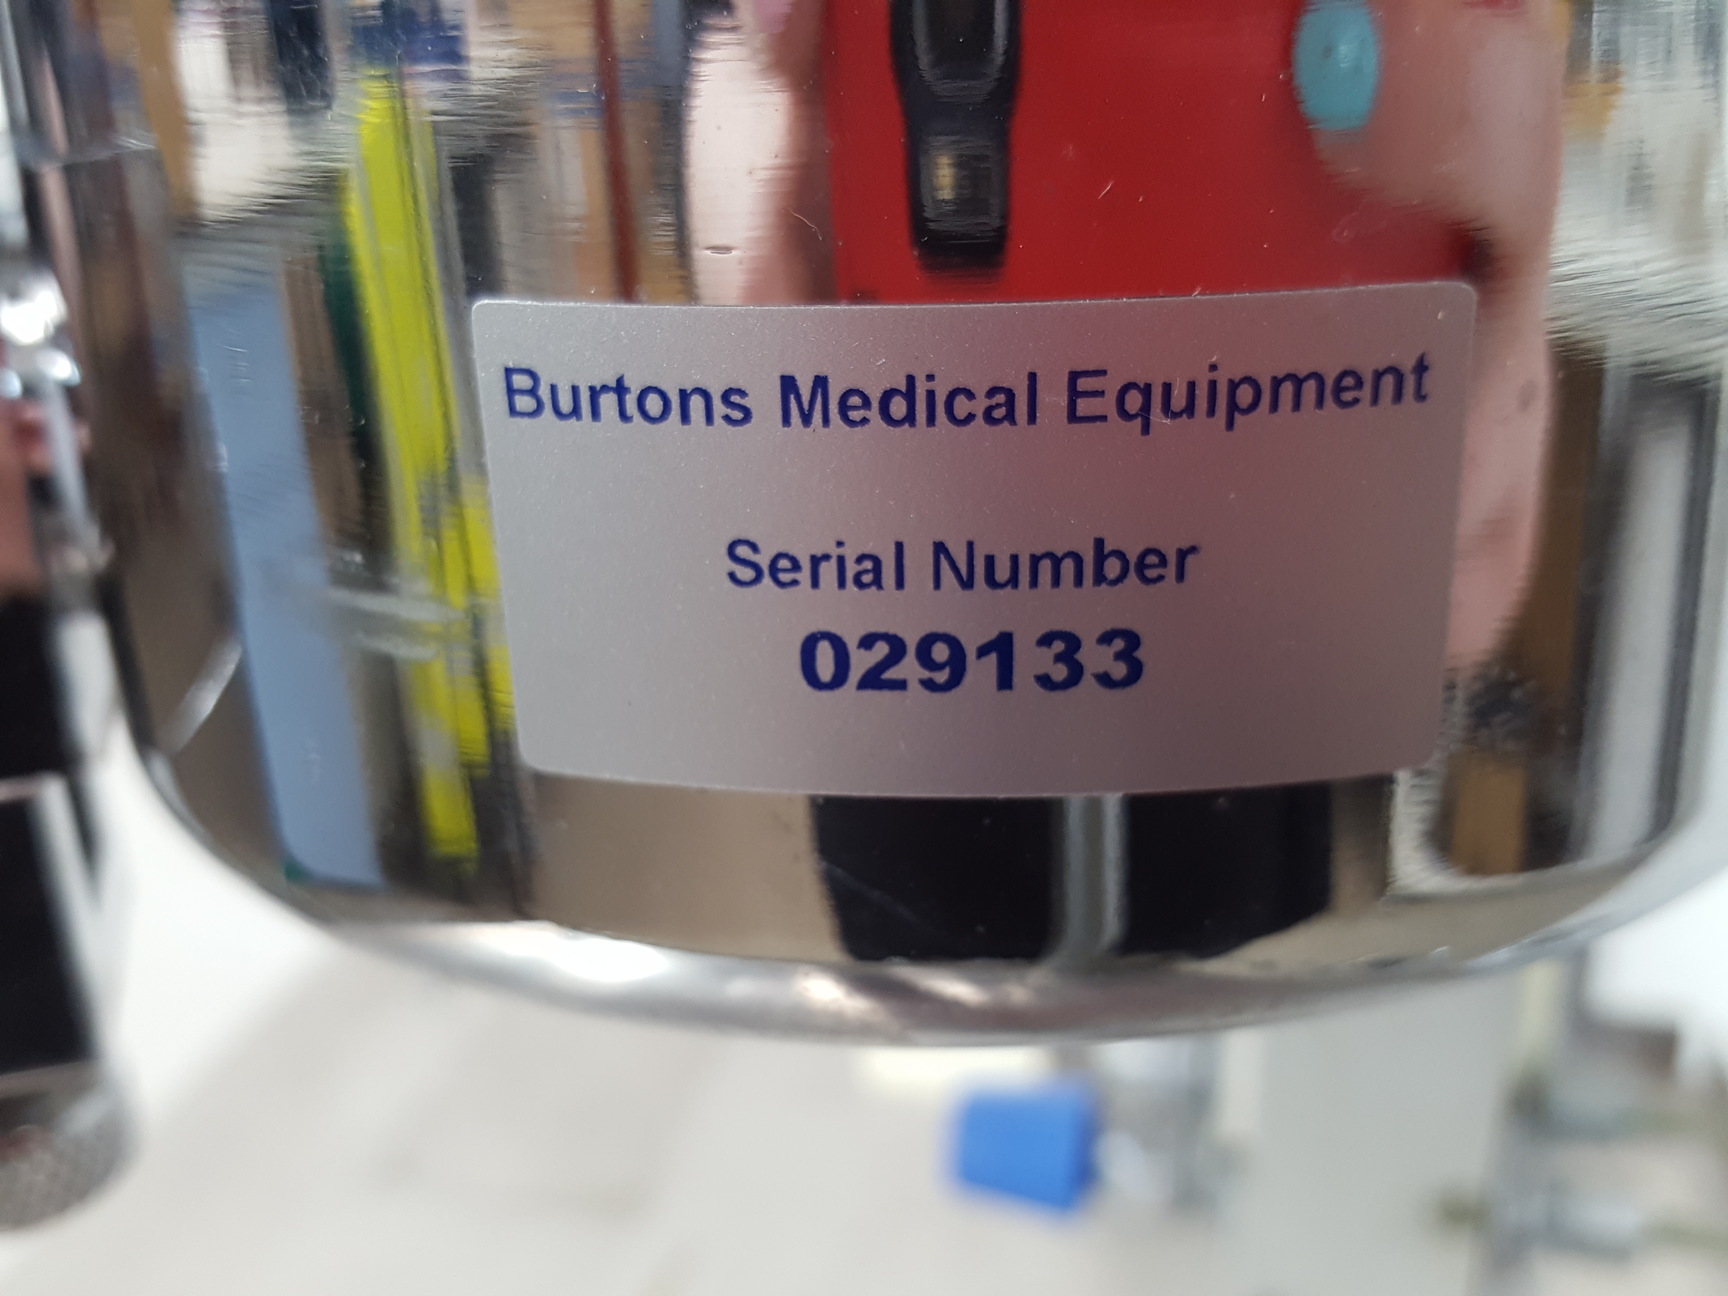 Burtons Medical Equipment
Serial Number
029133